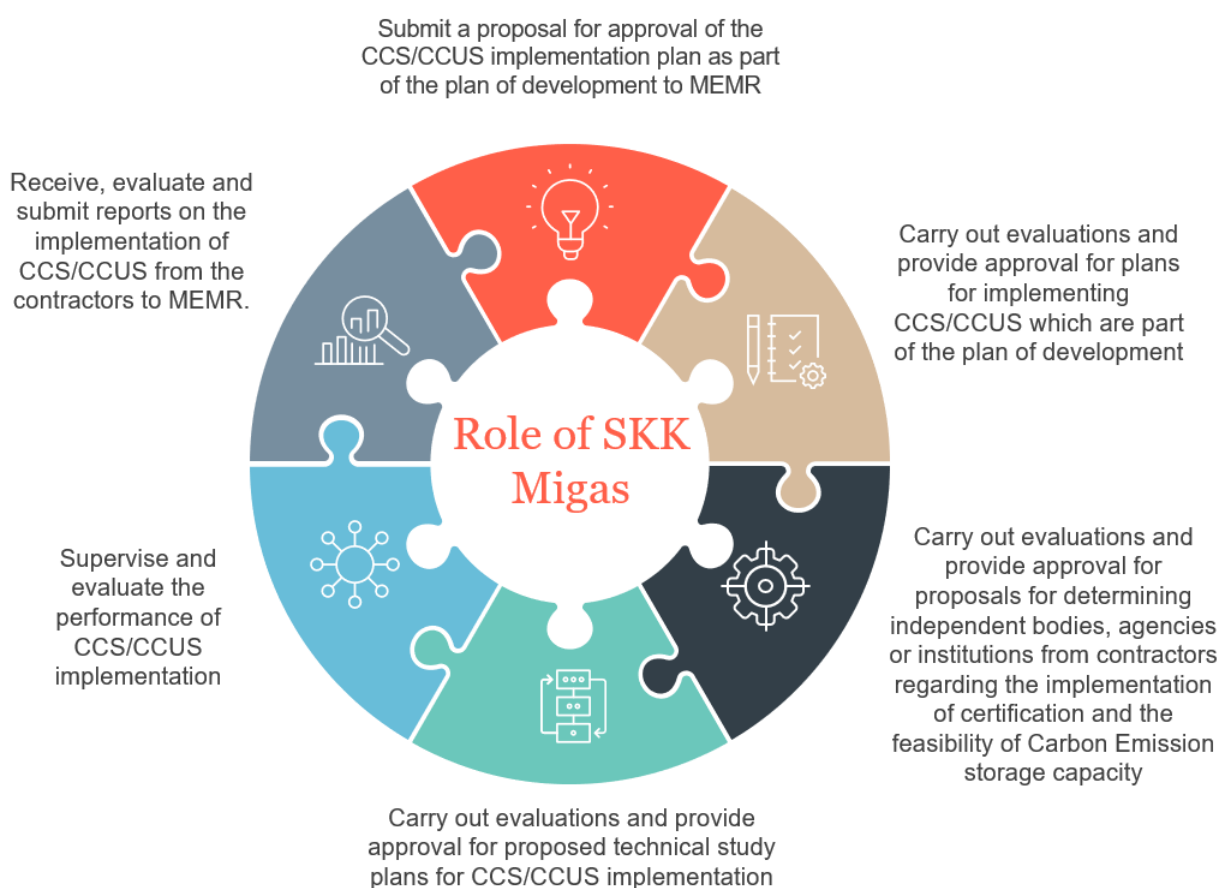 Submit a proposal for approval of the
CCS/CCUS implementation plan as part
of the plan of development to MEMR
Receive, evaluate and
submit reports on the
implementation of
CCS/CCUS from the
contractors to MEMR.
Carry out evaluations and
provide approval for plans
for implementing
CCS/CCUS which are part
of the plan of development
Role of SKK
Migas
Supervise and
evaluate the
performance of
CCS/CCUS
implementation
Carry out evaluations and
provide approval for
proposals for determining
independent bodies, agencies
or institutions from contractors
regarding the implementation
of certification and the
feasibility of Carbon Emission
storage capacity
Carry out evaluations and provide
approval for proposed technical study
plans for CCS/CCUS implementation